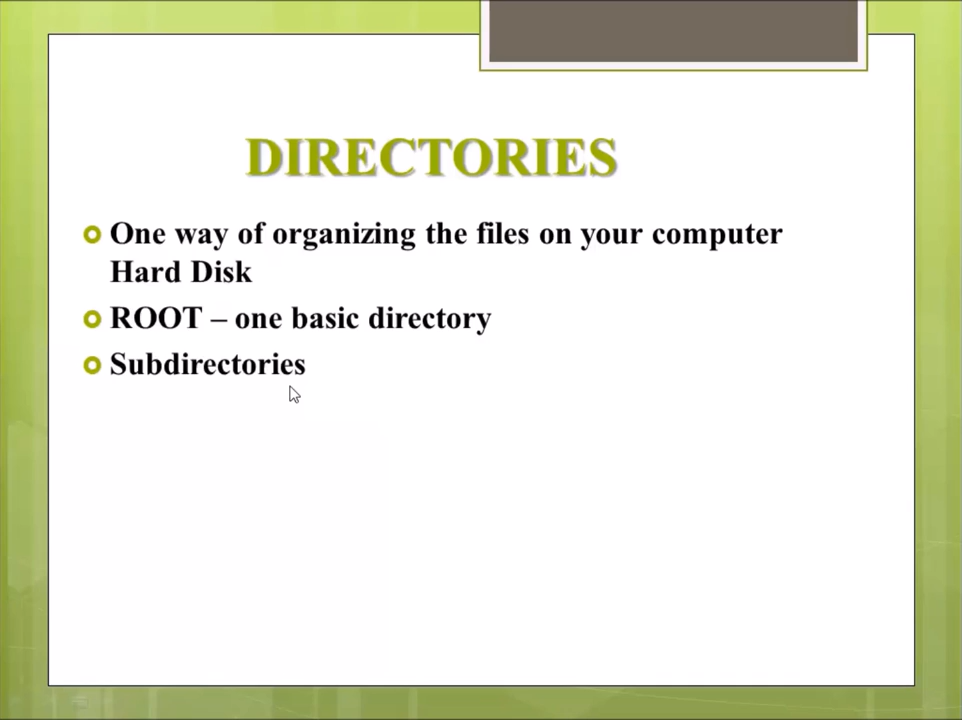 DIRECTORIES
One way of organizing the files on your computer
Hard Disk
ROOT – one basic directory
Subdirectories